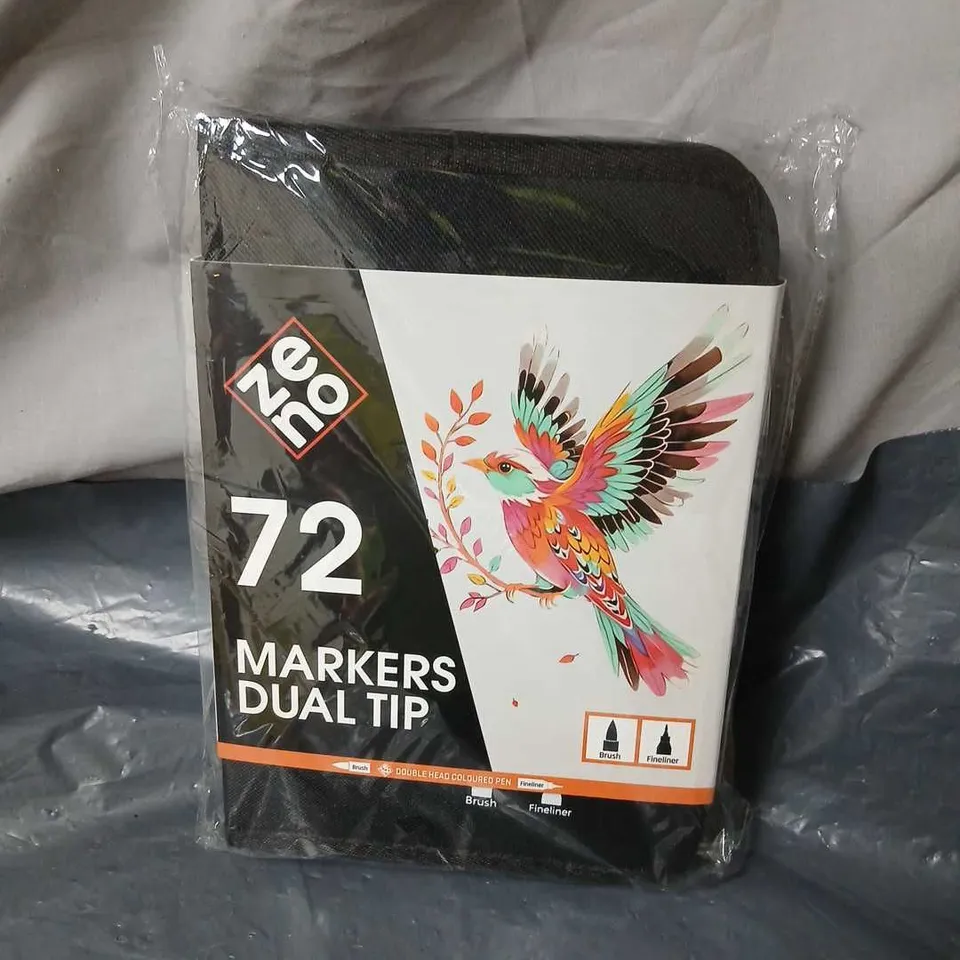 zeno
72
MARKERS
DUAL TIP
Brush
Fineliner
Brush DOUBLE HEAD COLOURED PEN Fineliner
Brush
Fineliner